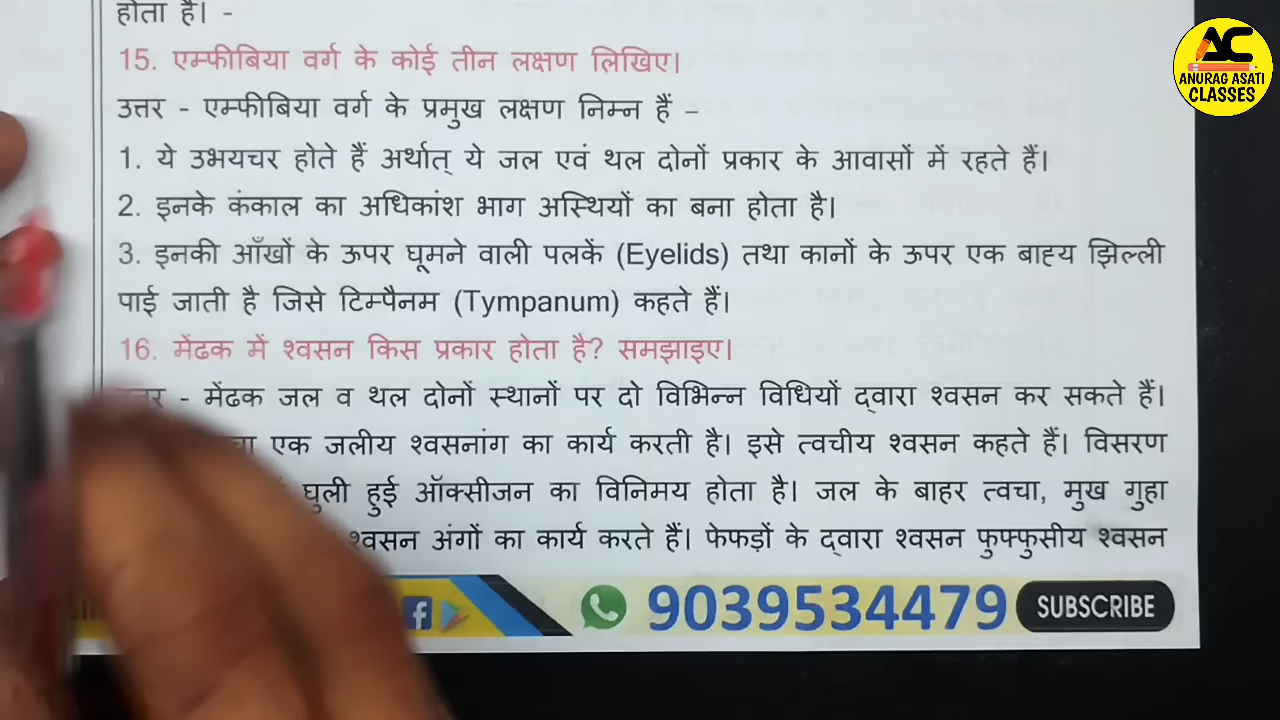 होता है। -
15. एम्फीबिया वर्ग के कोई तीन लक्षण लिखिए।
उत्तर - एम्फीबिया वर्ग के प्रमुख लक्षण निम्न हैं –
1. ये उभयचर होते हैं अर्थात् ये जल एवं थल दोनों प्रकार के आवासों में रहते हैं।
2. इनके कंकाल का अधिकांश भाग अस्थियों का बना होता है।
3. इनकी आँखों के ऊपर घूमने वाली पलकें (Eyelids) तथा कानों के ऊपर एक बाह्य झिल्ली
पाई जाती है जिसे टिम्पैनम (Tympanum) कहते हैं।
16. मेंढक में श्वसन किस प्रकार होता है? समझाइए।
- मेंढक जल व थल दोनों स्थानों पर दो विभिन्न विधियों द्वारा श्वसन कर सकते हैं।
एक जलीय श्वसनांग का कार्य करती है। इसे त्वचीय श्वसन कहते हैं। विसरण
घुली हुई ऑक्सीजन का विनिमय होता है। जल के बाहर त्वचा, मुख गुहा
श्वसन अंगों का कार्य करते हैं। फेफड़ों के द्वारा श्वसन फुफ्फुसीय श्वसन
9039534479 SUBSCRIBE
AC
ANURAG ASATI
CLASSES